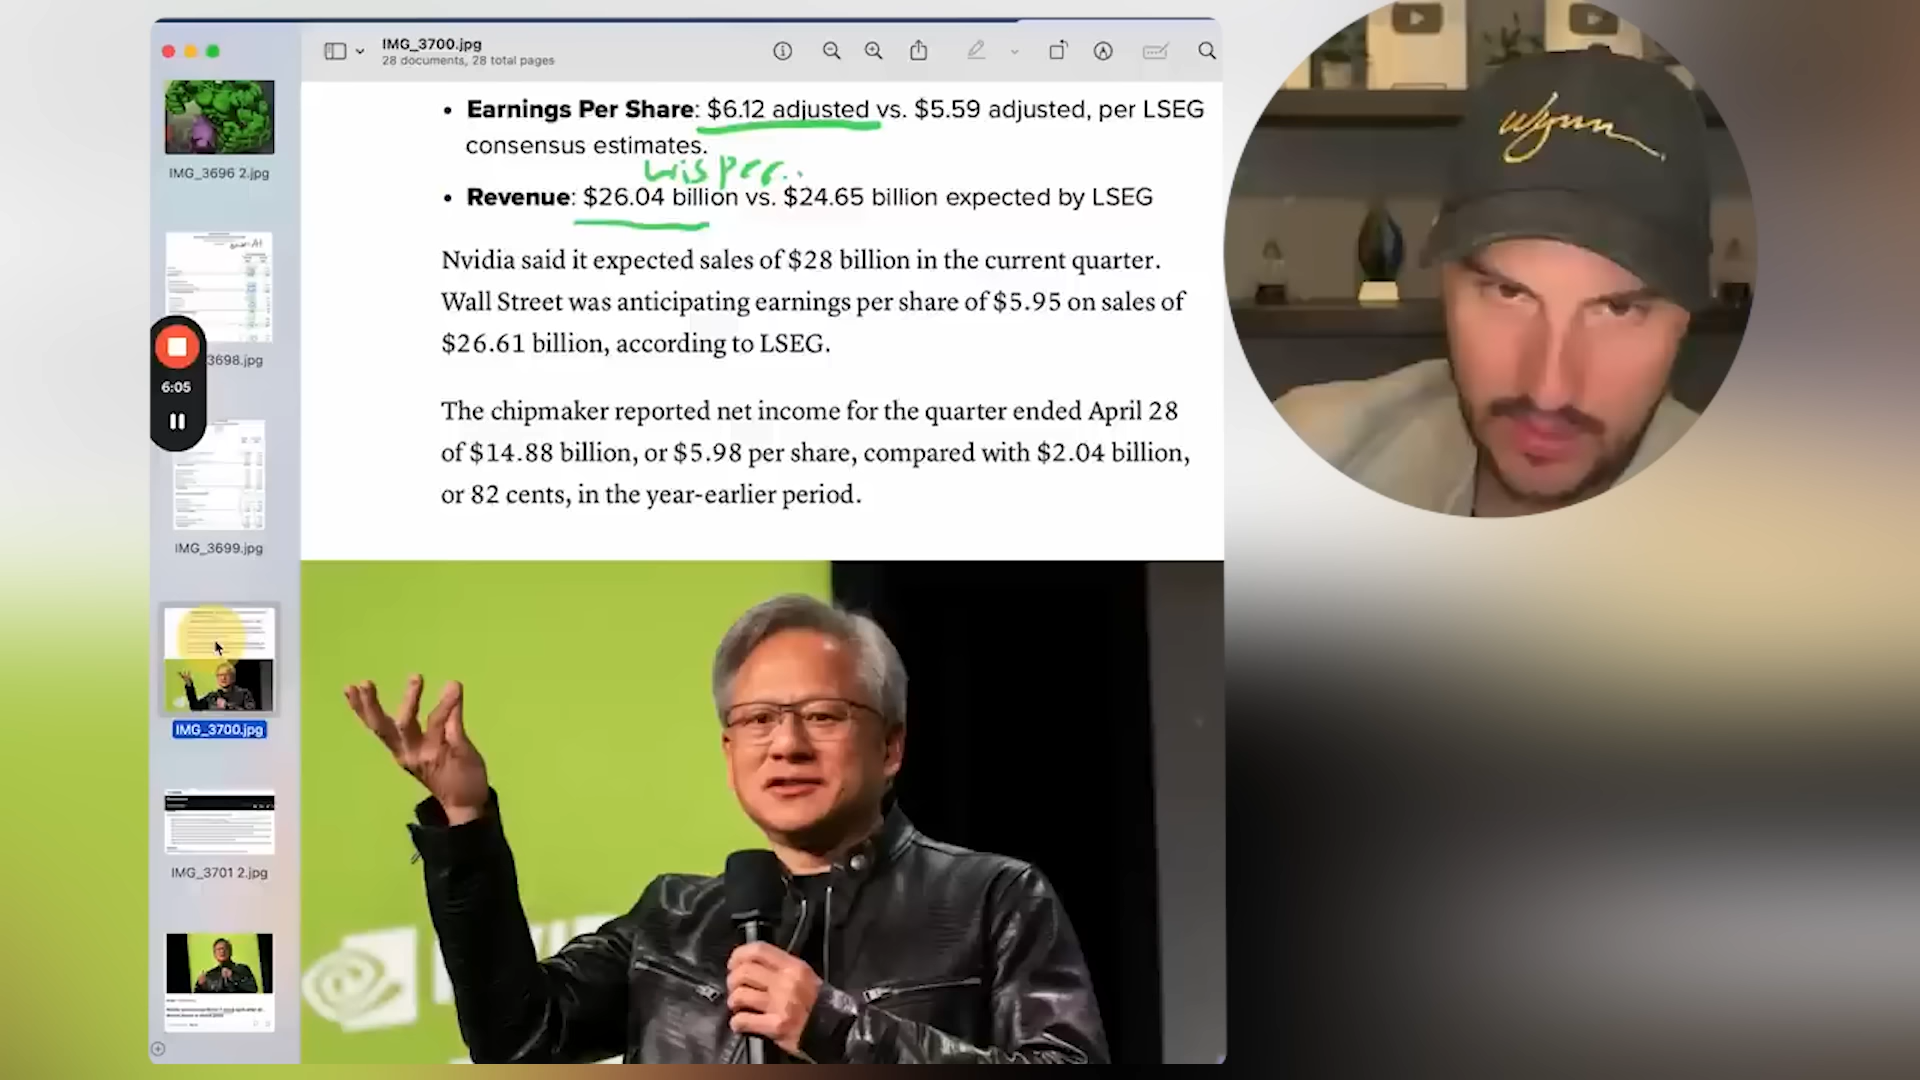 IMG_3700.jpg
28 documents, 28 total pages
IMG_3696 2.jpg
3698.jpg
6:05
IMG_3699.jpg
IMG_3700.jpg
IMG_3701 2.jpg
• Earnings Per Share: $6.12 adjusted vs. $5.59 adjusted, per LSEG
consensus estimates.
wisper..
• Revenue: $26.04 billion vs. $24.65 billion expected by LSEG
Nvidia said it expected sales of $28 billion in the current quarter.
Wall Street was anticipating earnings per share of $5.95 on sales of
$26.61 billion, according to LSEG.
The chipmaker reported net income for the quarter ended April 28
of $14.88 billion, or $5.98 per share, compared with $2.04 billion,
or 82 cents, in the year-earlier period.
Wynn